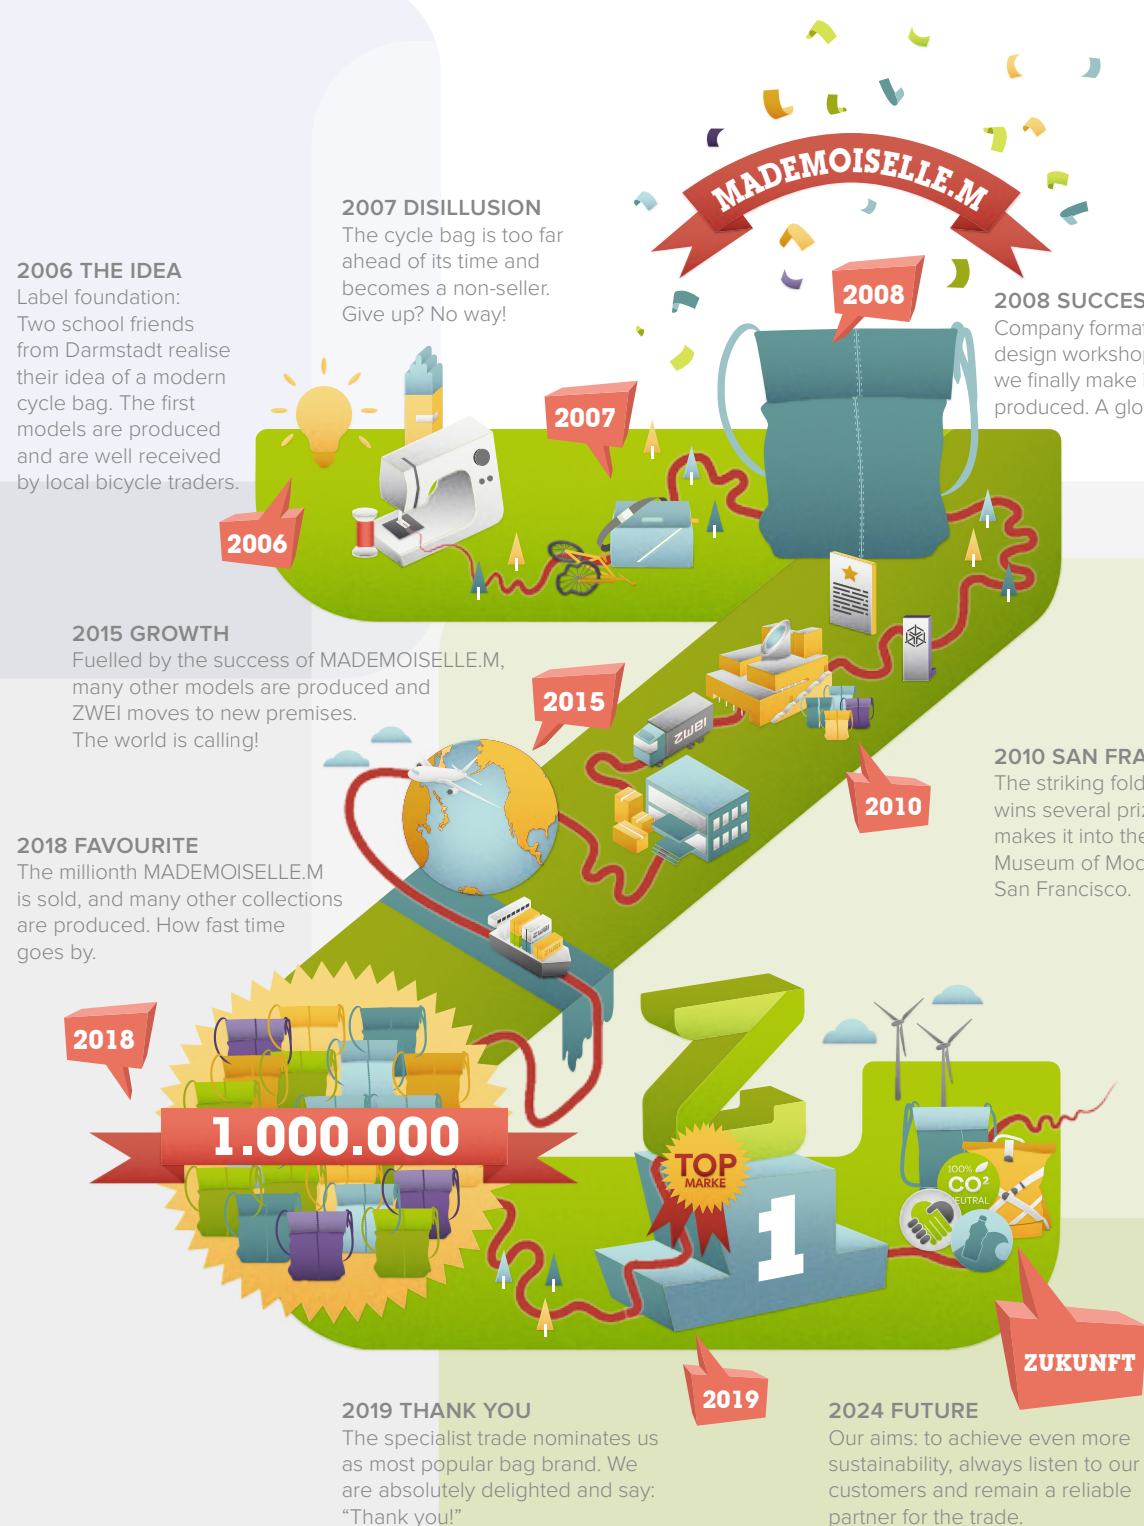 MADEMOISELLE.M
2007 DISILLUSION
The cycle bag is too far
ahead of its time and
becomes a non-seller.
Give up? No way!
2006 THE IDEA
Label foundation:
Two school friends
from Darmstadt realise
their idea of a modern
cycle bag. The first
models are produced
and are well received
by local bicycle traders.
2008
2008 SUCCES
Company format
design workshop
we finally make i
produced. A glo
2007
2006
2015 GROWTH
Fuelled by the success of MADEMOISELLE.M,
many other models are produced and
ZWEI moves to new premises.
The world is calling!
2015
ZWEI
2010
2010 SAN FRA
The striking fold
wins several priz
makes it into the
Museum of Mod
San Francisco.
2018 FAVOURITE
The millionth MADEMOISELLE.M
is sold, and many other collections
are produced. How fast time
goes by.
ZWEI
ZWEI
2018
1.000.000
TOP
MARKE
1
100%
CO²
EUTRAL
ZUKUNFT
2019
2019 THANK YOU
The specialist trade nominates us
as most popular bag brand. We
are absolutely delighted and say:
“Thank you!”
2024 FUTURE
Our aims: to achieve even more
sustainability, always listen to our
customers and remain a reliable
partner for the trade.